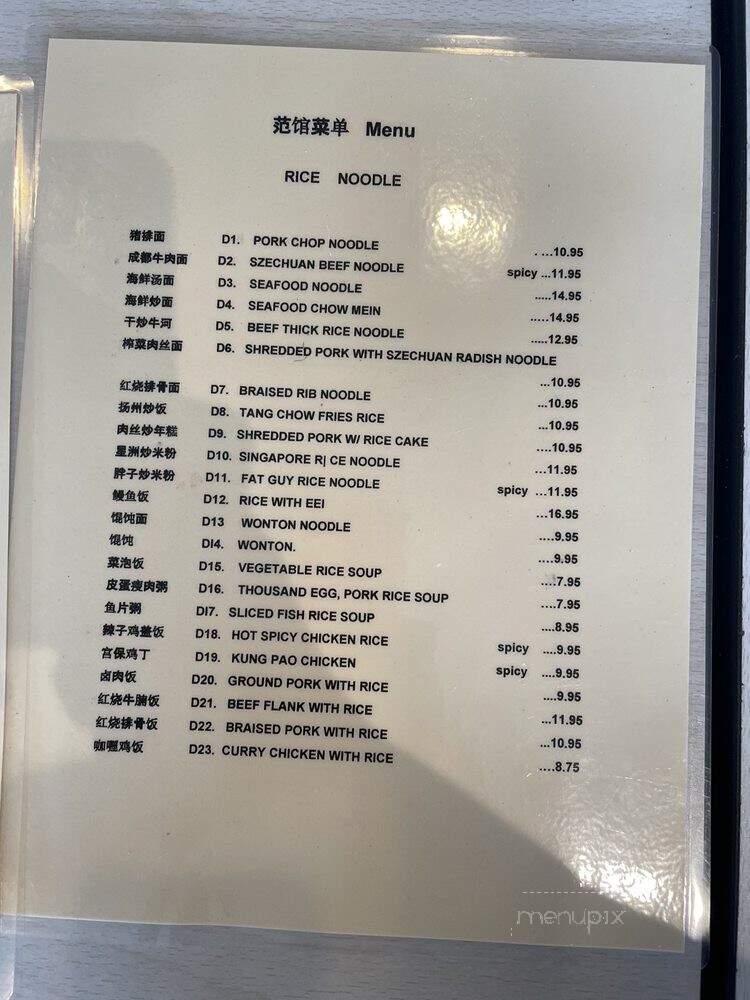 范馆菜单 Menu
RICE NOODLE
猪排面 D1. PORK CHOP NOODLE . ...10.95
成都牛肉面 D2. SZECHUAN BEEF NOODLE spicy ...11.95
海鲜汤面 D3. SEAFOOD NOODLE .....14.95
海鲜炒面 D4. SEAFOOD CHOW MEIN .....14.95
干炒牛河 D5. BEEF THICK RICE NOODLE .....12.95
榨菜肉丝面 D6. SHREDDED PORK WITH SZECHUAN RADISH NOODLE
...10.95
红烧排骨面 D7. BRAISED RIB NOODLE ...10.95
扬州炒饭 D8. TANG CHOW FRIES RICE ...10.95
肉丝炒年糕 D9. SHREDDED PORK W/ RICE CAKE ....10.95
星洲炒米粉 D10. SINGAPORE R| CE NOODLE ...11.95
胖子炒米粉 D11. FAT GUY RICE NOODLE spicy ...11.95
鳗鱼饭 D12. RICE WITH EEI ...16.95
馄饨面 D13 WONTON NOODLE ....9.95
馄饨 DI4. WONTON. ....9.95
菜泡饭 D15. VEGETABLE RICE SOUP ....7.95
皮蛋瘦肉粥 D16. THOUSAND EGG, PORK RICE SOUP ....7.95
鱼片粥 DI7. SLICED FISH RICE SOUP ....8.95
辣子鸡盖饭 D18. HOT SPICY CHICKEN RICE spicy ....9.95
宫保鸡丁 D19. KUNG PAO CHICKEN spicy ....9.95
卤肉饭 D20. GROUND PORK WITH RICE ....9.95
红烧牛腩饭 D21. BEEF FLANK WITH RICE ...11.95
红烧排骨饭 D22. BRAISED PORK WITH RICE ...10.95
咖喱鸡饭 D23. CURRY CHICKEN WITH RICE ....8.75
menupix